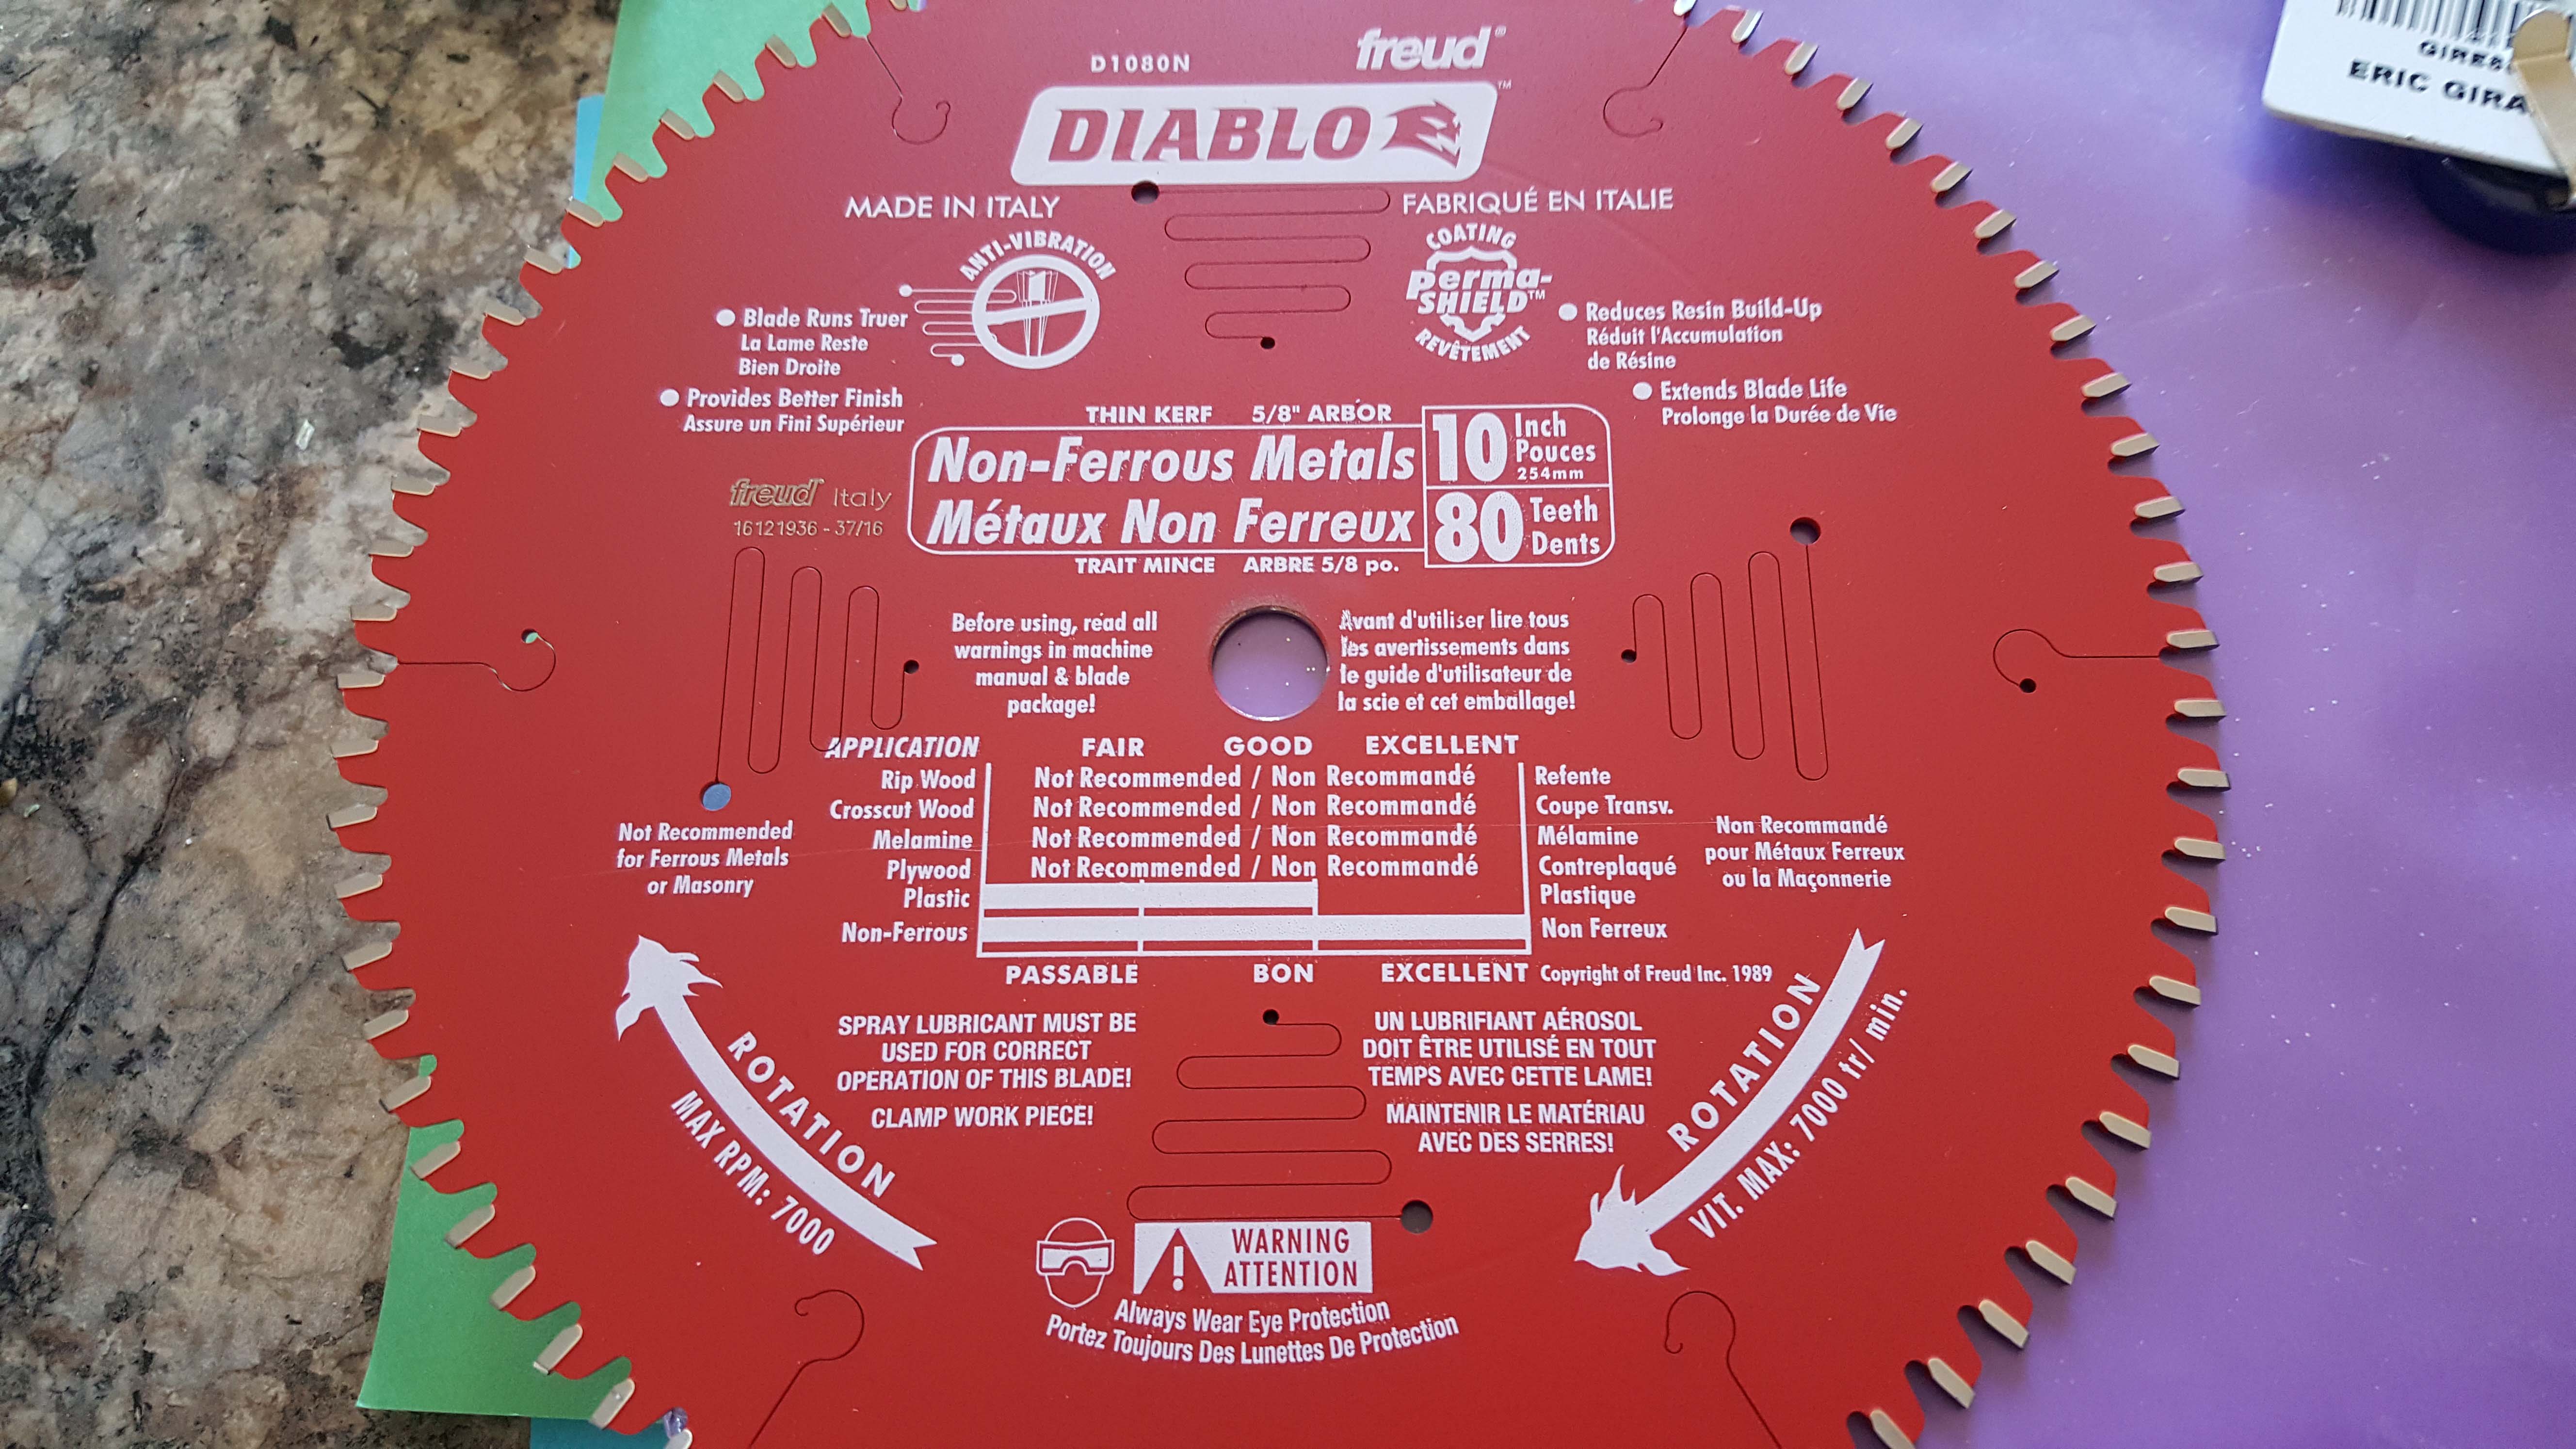 D1080N
freud®
DIABLO™
MADE IN ITALY
FABRIQUÉ EN ITALIE
ANTI-VIBRATION
COATING
perma-
SHIELD™
REVÊTEMENT
Blade Runs Truer
La Lame Reste
Bien Droite
Provides Better Finish
Assure un Fini Supérieur
Reduces Resin Build-Up
Réduit l'Accumulation
de Résine
Extends Blade Life
Prolonge la Durée de Vie
THIN KERF 5/8" ARBOR
Non-Ferrous Metals
Métaux Non Ferreux
TRAIT MINCE ARBRE 5/8 po.
10 Inch
Pouces
254mm
80 Teeth
Dents
freud Italy
16121936 - 37/16
Before using, read all
warnings in machine
manual & blade
package!
Avant d'utiliser lire tous
les avertissements dans
le guide d'utilisateur de
la scie et cet emballage!
APPLICATION FAIR GOOD EXCELLENT
Rip Wood Not Recommended / Non Recommandé Refente
Crosscut Wood Not Recommended / Non Recommandé Coupe Transv.
Melamine Not Recommended / Non Recommandé Mélamine
Plywood Not Recommended / Non Recommandé Contreplaqué
Plastic Plastique
Non-Ferrous Non Ferreux
PASSABLE BON EXCELLENT Copyright of Freud Inc. 1989
Not Recommended
for Ferrous Metals
or Masonry
Non Recommandé
pour Métaux Ferreux
ou la Maçonnerie
SPRAY LUBRICANT MUST BE
USED FOR CORRECT
OPERATION OF THIS BLADE!
CLAMP WORK PIECE!
UN LUBRIFIANT AÉROSOL
DOIT ÊTRE UTILISÉ EN TOUT
TEMPS AVEC CETTE LAME!
MAINTENIR LE MATÉRIAU
AVEC DES SERRES!
ROTATION
MAX RPM: 7000
ROTATION
VIT. MAX: 7000 tr/ min.
WARNING
ATTENTION
Always Wear Eye Protection
Portez Toujours Des Lunettes De Protection
ERIC